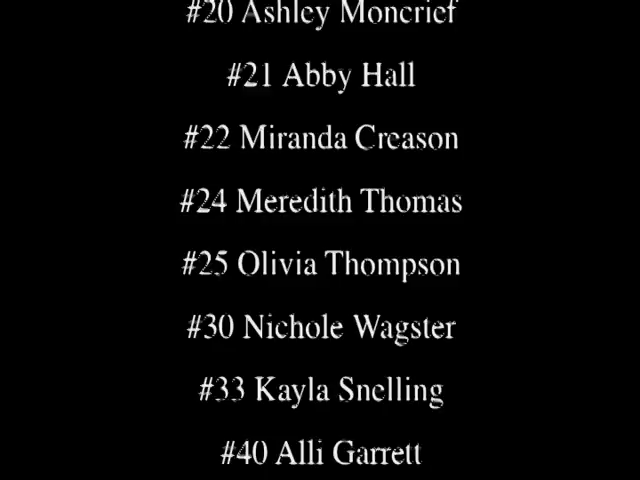 #20 Ashley Moncrief
#21 Abby Hall
#22 Miranda Creason
#24 Meredith Thomas
#25 Olivia Thompson
#30 Nichole Wagster
#33 Kayla Snelling
#40 Alli Garrett